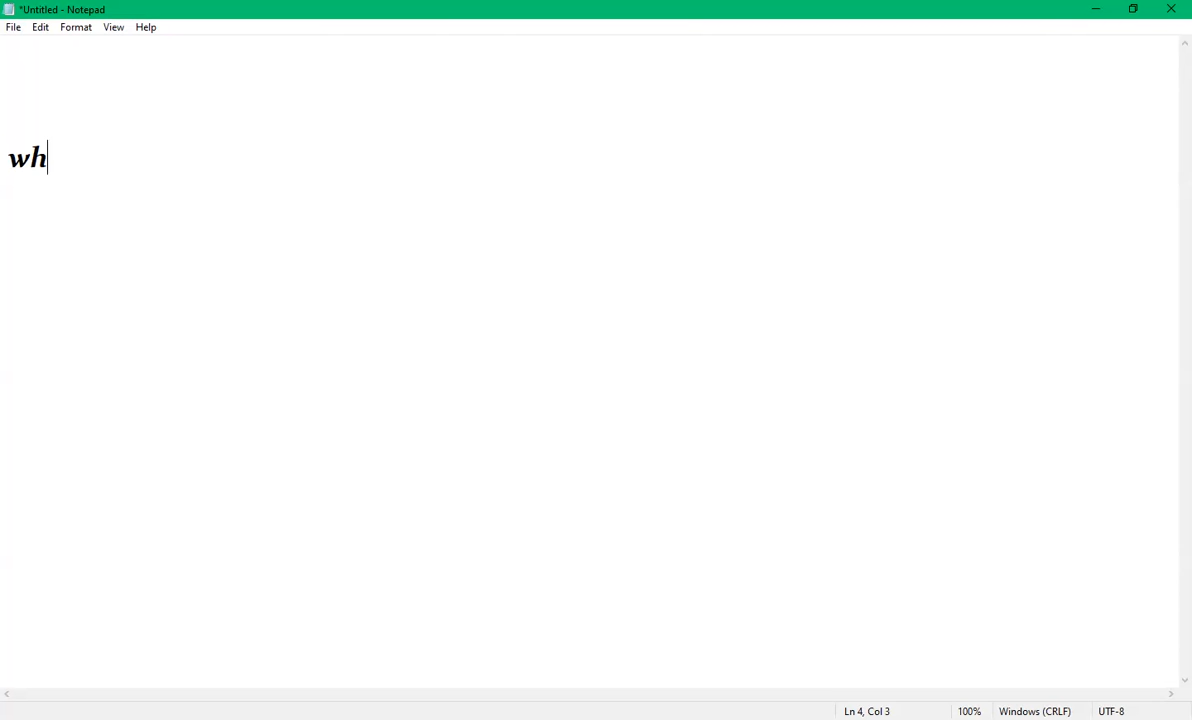 *Untitled - Notepad
File Edit Format View Help
wh
Ln 4, Col 3 100% Windows (CRLF) UTF-8